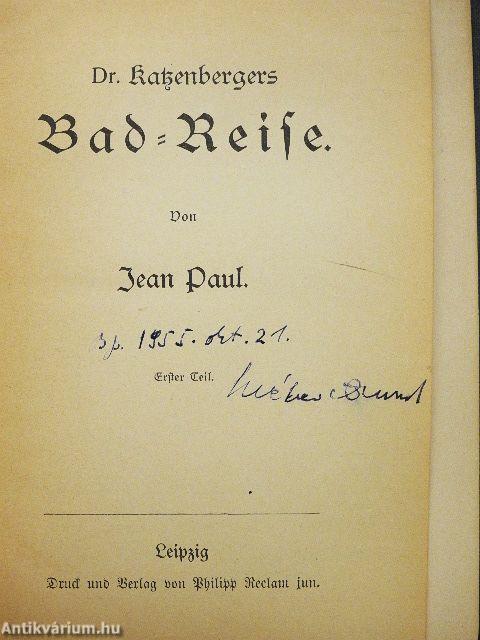 Dr. Katzenbergers
Bad-Reise.
Von
Jean Paul.
Bp. 1955. okt. 21.
Erster Teil.
Leipzig
Druck und Verlag von Philipp Reclam jun.
Antikvárium.hu